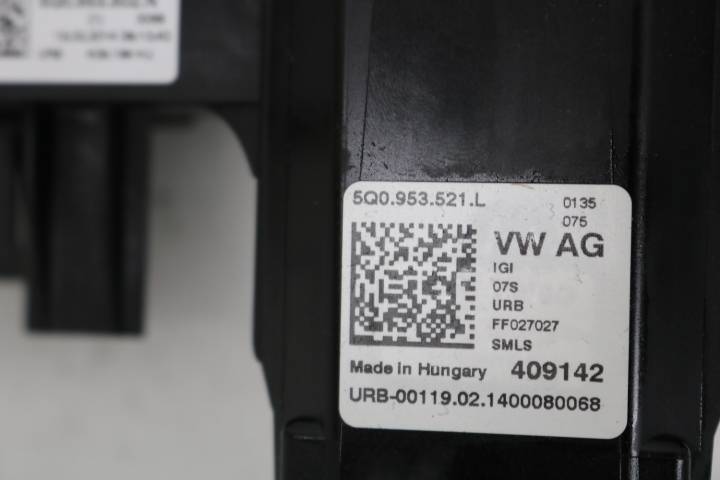 5Q0.953.521.L 0135
075
VW AG
IGI
07S
URB
FF027027
SMLS
Made in Hungary 409142
URB-00119.02.1400080068